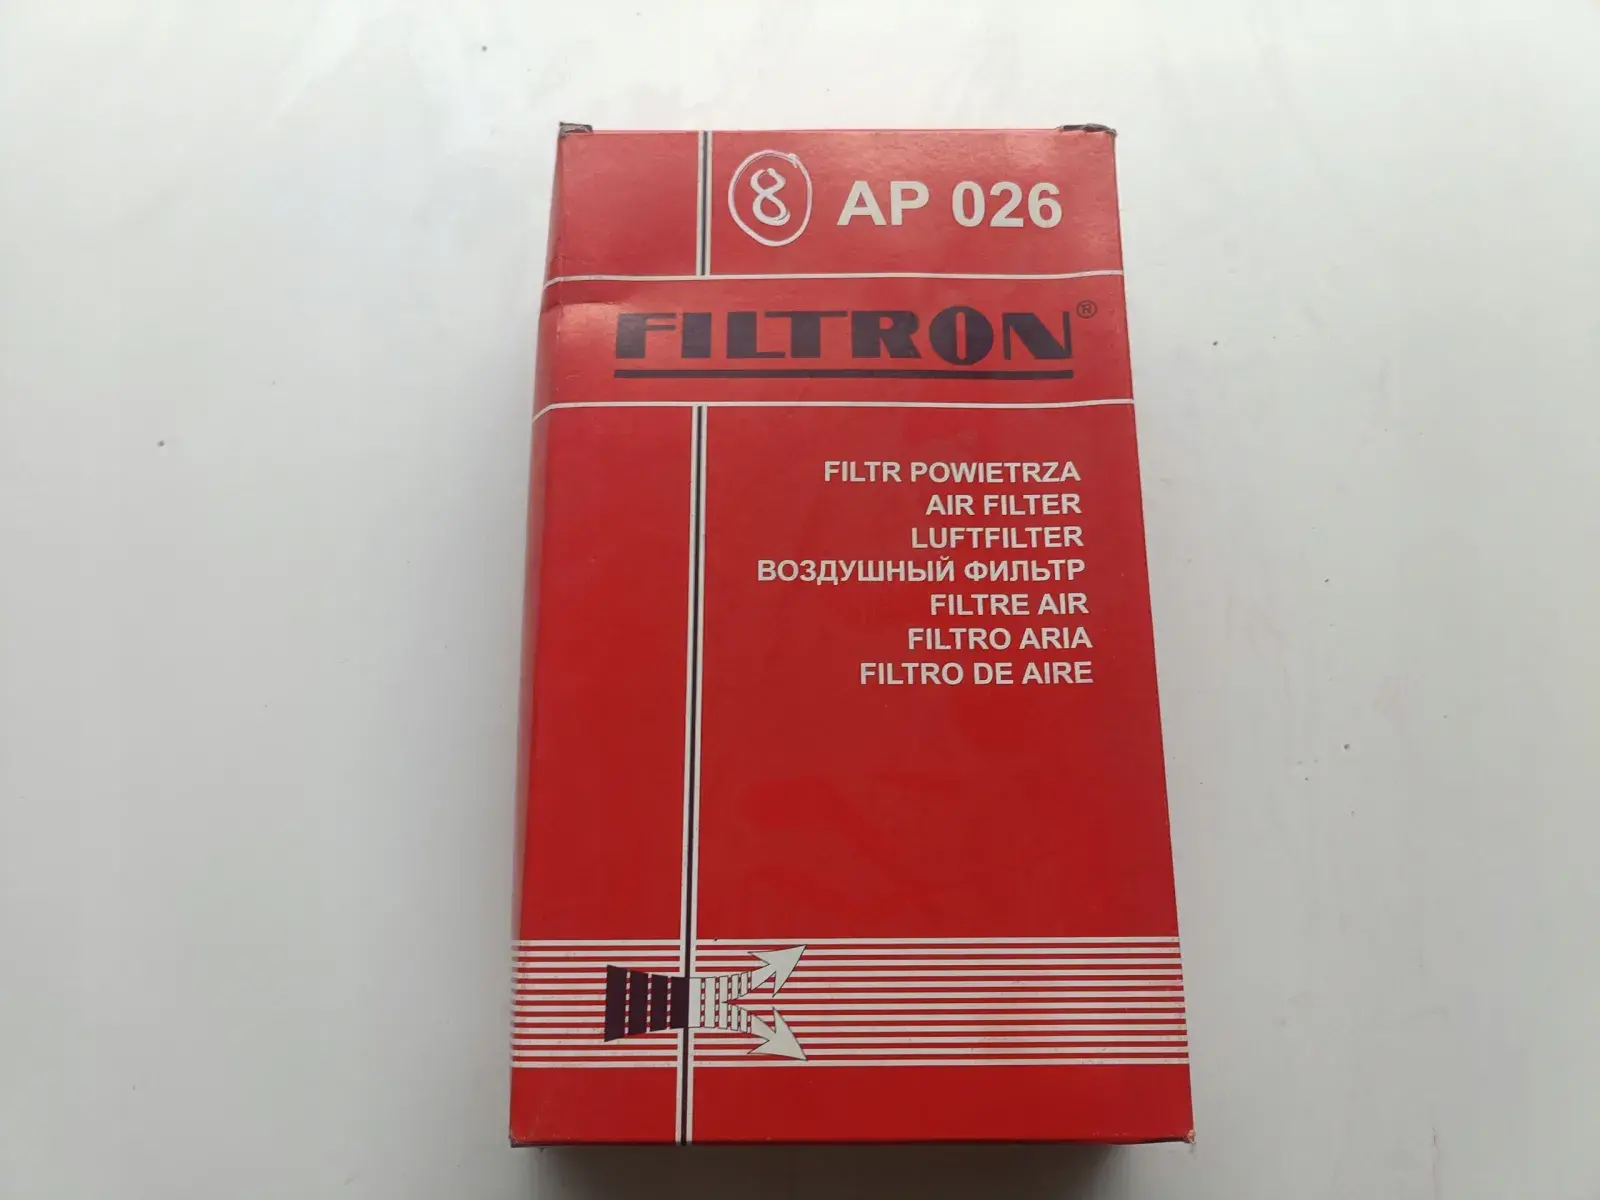 8 AP 026
FILTRON®
FILTR POWIETRZA
AIR FILTER
LUFTFILTER
ВОЗДУШНЫЙ ФИЛЬТР
FILTRE AIR
FILTRO ARIA
FILTRO DE AIRE